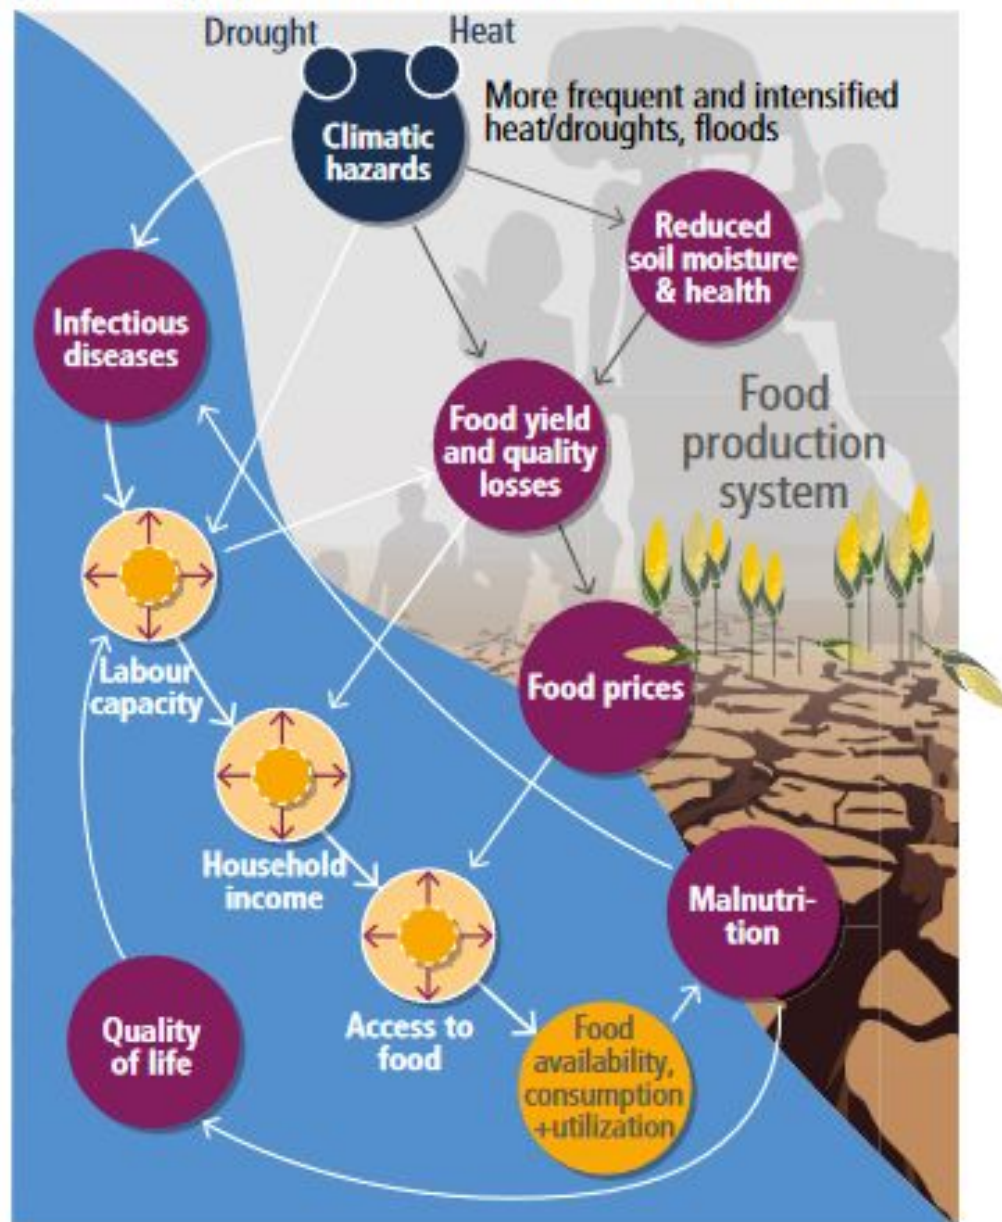 Drought
Heat
Climatic
hazards
More frequent and intensified
heat/droughts, floods
Reduced
soil moisture
& health
Infectious
diseases
Food yield
and quality
losses
Food
production
system
Labour
capacity
Food prices
Household
income
Malnutri-
tion
Quality
of life
Access to
food
Food
availability,
consumption
+utilization